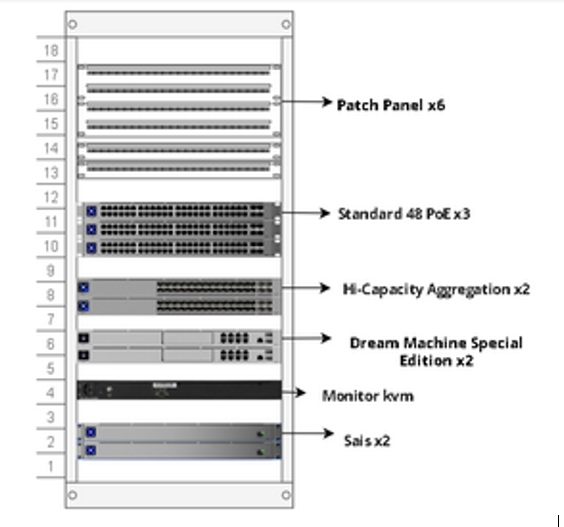 18
17
16
Patch Panel x6
15
14
13
12
Standard 48 PoE x3
11
10
9
Hi-Capacity Aggregation x2
8
7
Dream Machine Special
Edition x2
6
5
4
Monitor kvm
3
Sais x2
2
1